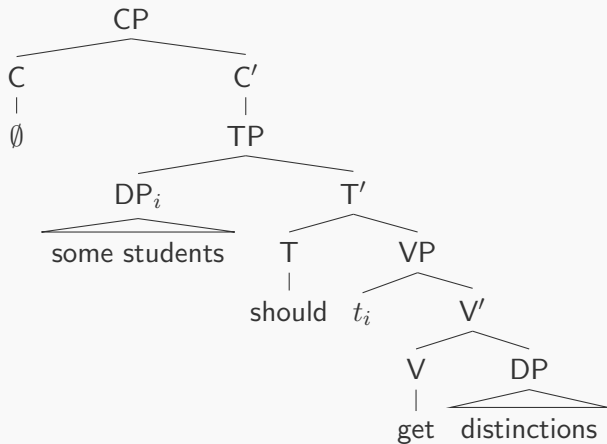 CP
C C′
∅ TP
DPᵢ T′
some students T VP
should tᵢ V′
V DP
get distinctions